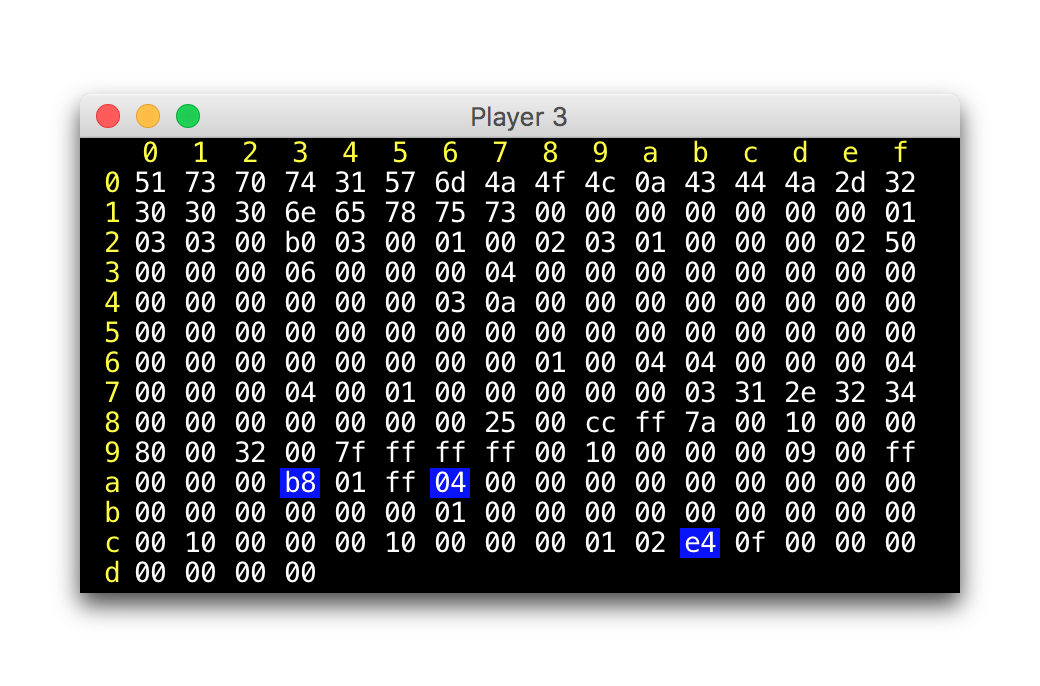 Player 3
0 1 2 3 4 5 6 7 8 9 a b c d e f
0 51 73 70 74 31 57 6d 4a 4f 4c 0a 43 44 4a 2d 32
1 30 30 30 6e 65 78 75 73 00 00 00 00 00 00 00 01
2 03 03 00 b0 03 00 01 00 02 03 01 00 00 00 02 50
3 00 00 00 06 00 00 00 04 00 00 00 00 00 00 00 00
4 00 00 00 00 00 00 03 0a 00 00 00 00 00 00 00 00
5 00 00 00 00 00 00 00 00 00 00 00 00 00 00 00 00
6 00 00 00 00 00 00 00 00 01 00 04 04 00 00 00 04
7 00 00 00 04 00 01 00 00 00 00 00 03 31 2e 32 34
8 00 00 00 00 00 00 00 25 00 cc ff 7a 00 10 00 00
9 80 00 32 00 7f ff ff ff 00 10 00 00 00 09 00 ff
a 00 00 00 b8 01 ff 04 00 00 00 00 00 00 00 00 00
b 00 00 00 00 00 00 01 00 00 00 00 00 00 00 00 00
c 00 10 00 00 00 10 00 00 00 01 02 e4 0f 00 00 00
d 00 00 00 00